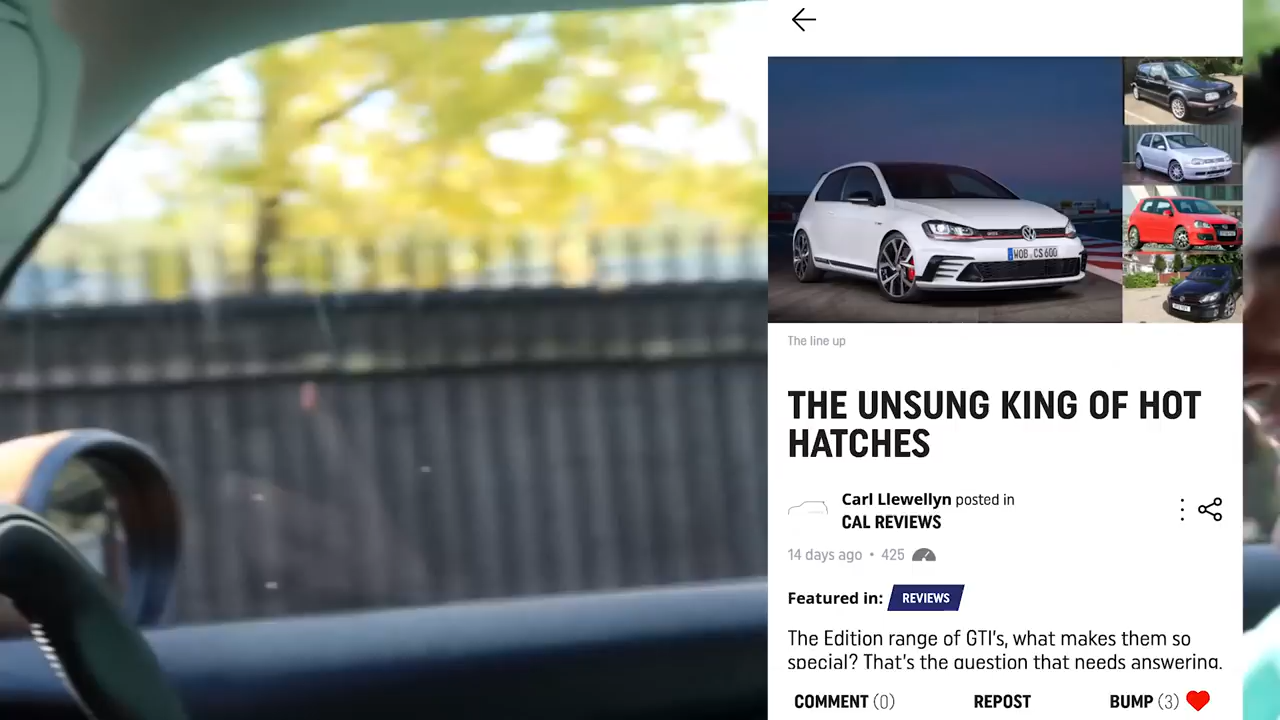 WOB CS 600
The line up
THE UNSUNG KING OF HOT
HATCHES
Carl Llewellyn posted in
CAL REVIEWS
14 days ago • 425
Featured in: REVIEWS
The Edition range of GTI's, what makes them so
special? That's the question that needs answering.
COMMENT (0) REPOST BUMP (3)